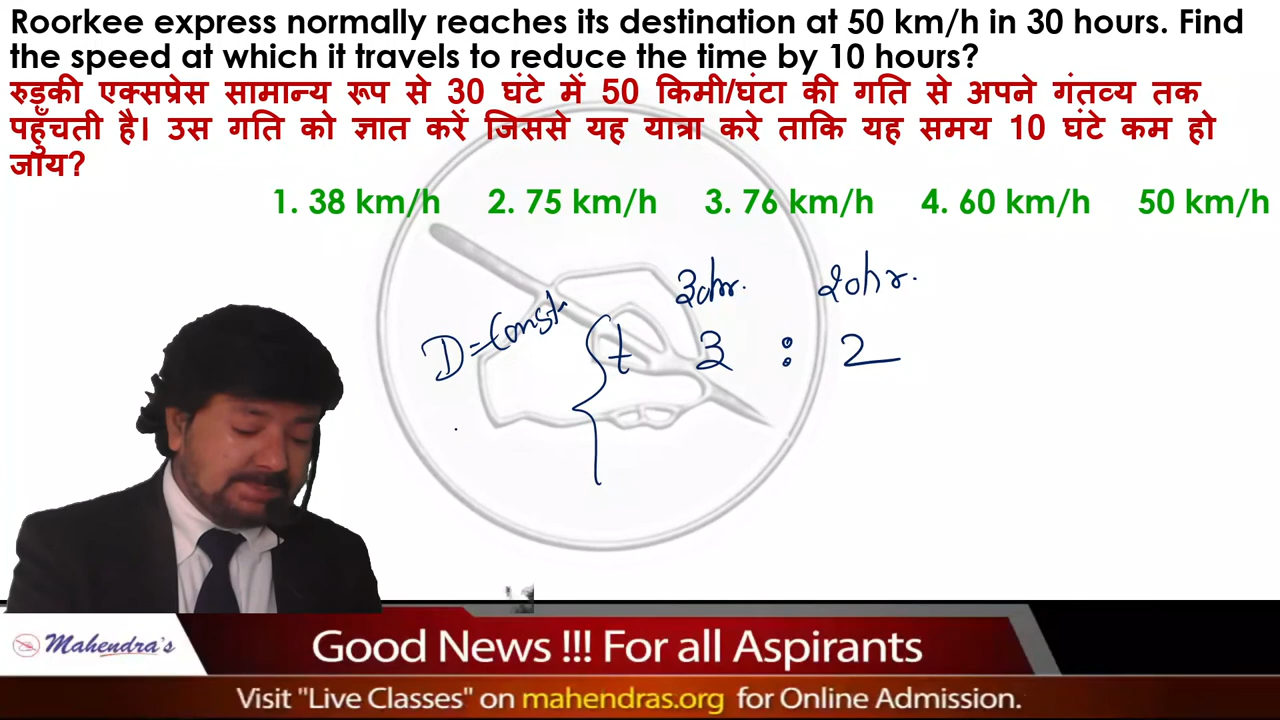 Roorkee express normally reaches its destination at 50 km/h in 30 hours. Find
the speed at which it travels to reduce the time by 10 hours?
रुड़की एक्सप्रेस सामान्य रूप से 30 घंटे में 50 किमी/घंटा की गति से अपने गंतव्य तक
पहुँचती है। उस गति को ज्ञात करें जिससे यह यात्रा करे ताकि यह समय 10 घंटे कम हो
जाय?
1. 38 km/h 2. 75 km/h 3. 76 km/h 4. 60 km/h 50 km/h
30hr. 20hr.
D=Const t 3 : 2
Mahendra's
Good News !!! For all Aspirants
Visit "Live Classes" on mahendras.org for Online Admission.